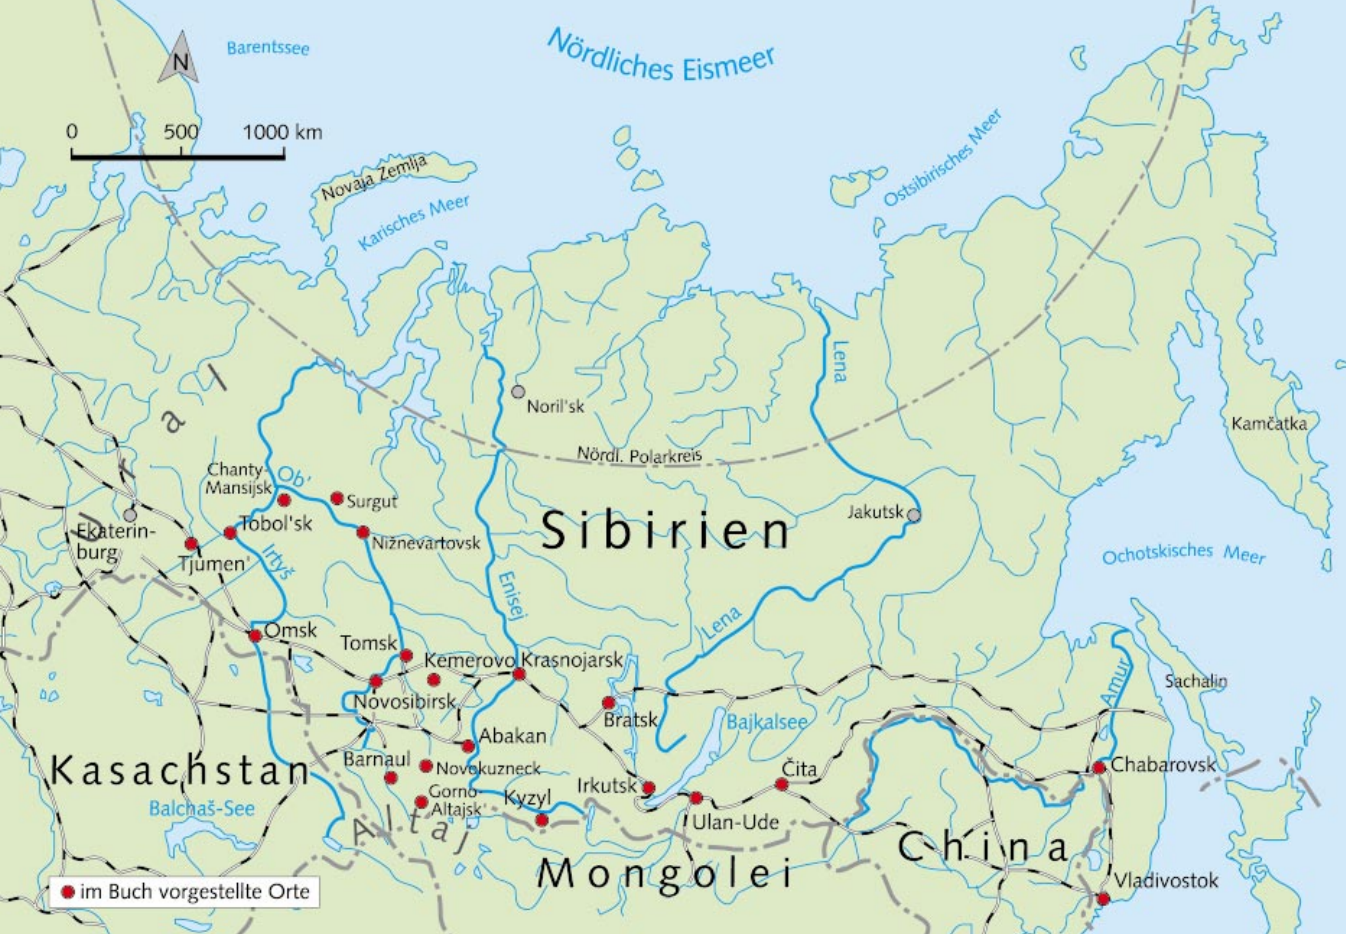 Barentssee
Nördliches Eismeer
N
0 500 1000 km
Novaja Zemlja
Karisches Meer
Ostsibirisches Meer
Ural
Noril'sk
Lena
Nördl. Polarkreis
Kamčatka
Chanty-
Mansijsk
Ob'
Surgut
Tobol'sk
Nižnevartovsk
Ekaterin-
burg
Tjumen'
Irtyš
Sibirien
Jakutsk
Ochotskisches Meer
Enisej
Lena
Omsk
Tomsk
Kemerovo
Krasnojarsk
Novosibirsk
Bratsk
Bajkalsee
Amur
Sachalin
Abakan
Kasachstan
Barnaul
Novokuzneck
Čita
Chabarovsk
Balchaš-See
Gorno-
Altajsk
Kyzyl
Irkutsk
Ulan-Ude
Altaj
China
Mongolei
Vladivostok
im Buch vorgestellte Orte